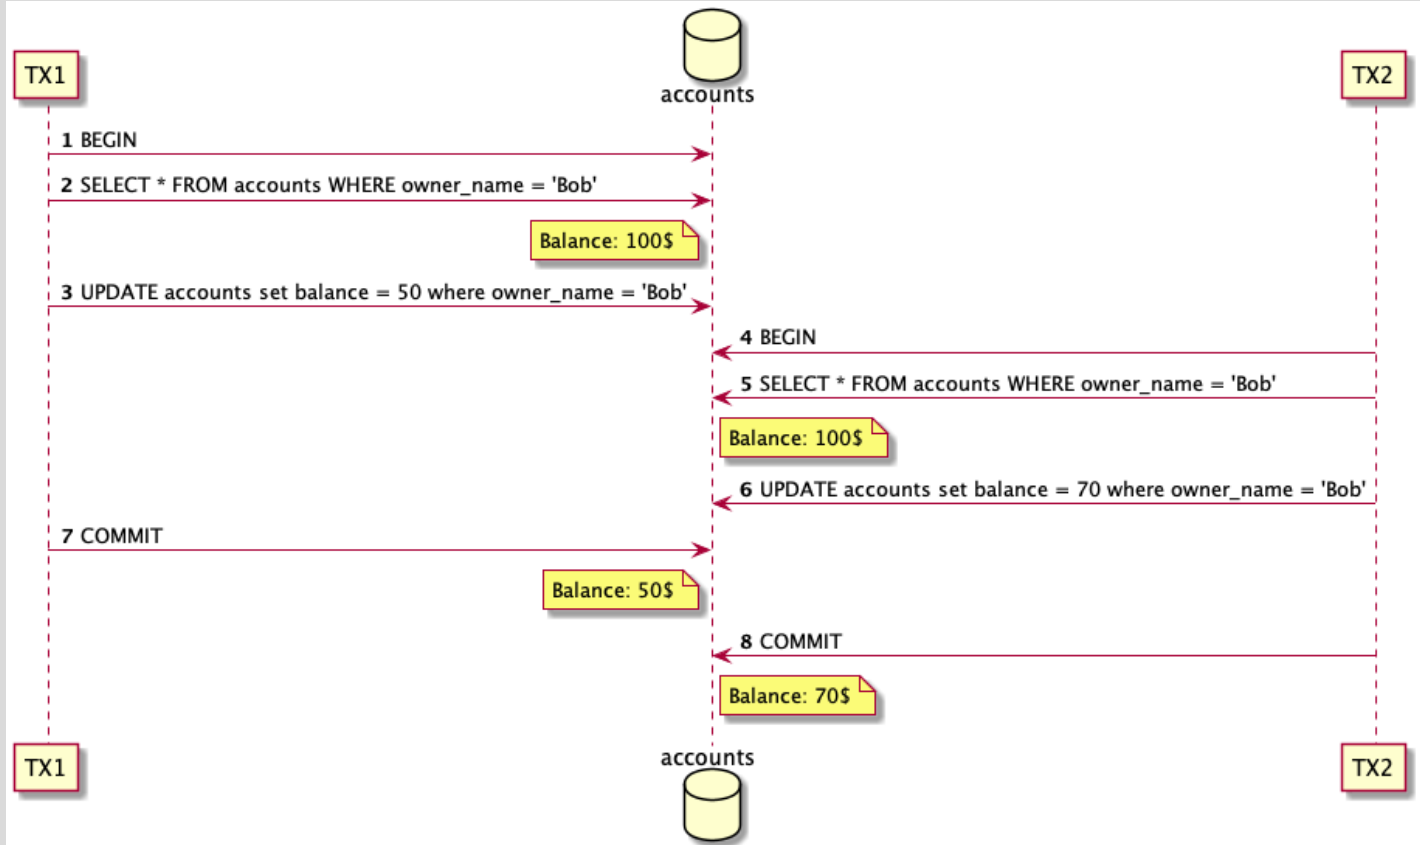 accounts
TX1
TX2
1 BEGIN
2 SELECT * FROM accounts WHERE owner_name = 'Bob'
Balance: 100$
3 UPDATE accounts set balance = 50 where owner_name = 'Bob'
4 BEGIN
5 SELECT * FROM accounts WHERE owner_name = 'Bob'
Balance: 100$
6 UPDATE accounts set balance = 70 where owner_name = 'Bob'
7 COMMIT
Balance: 50$
8 COMMIT
Balance: 70$
accounts
TX1
TX2